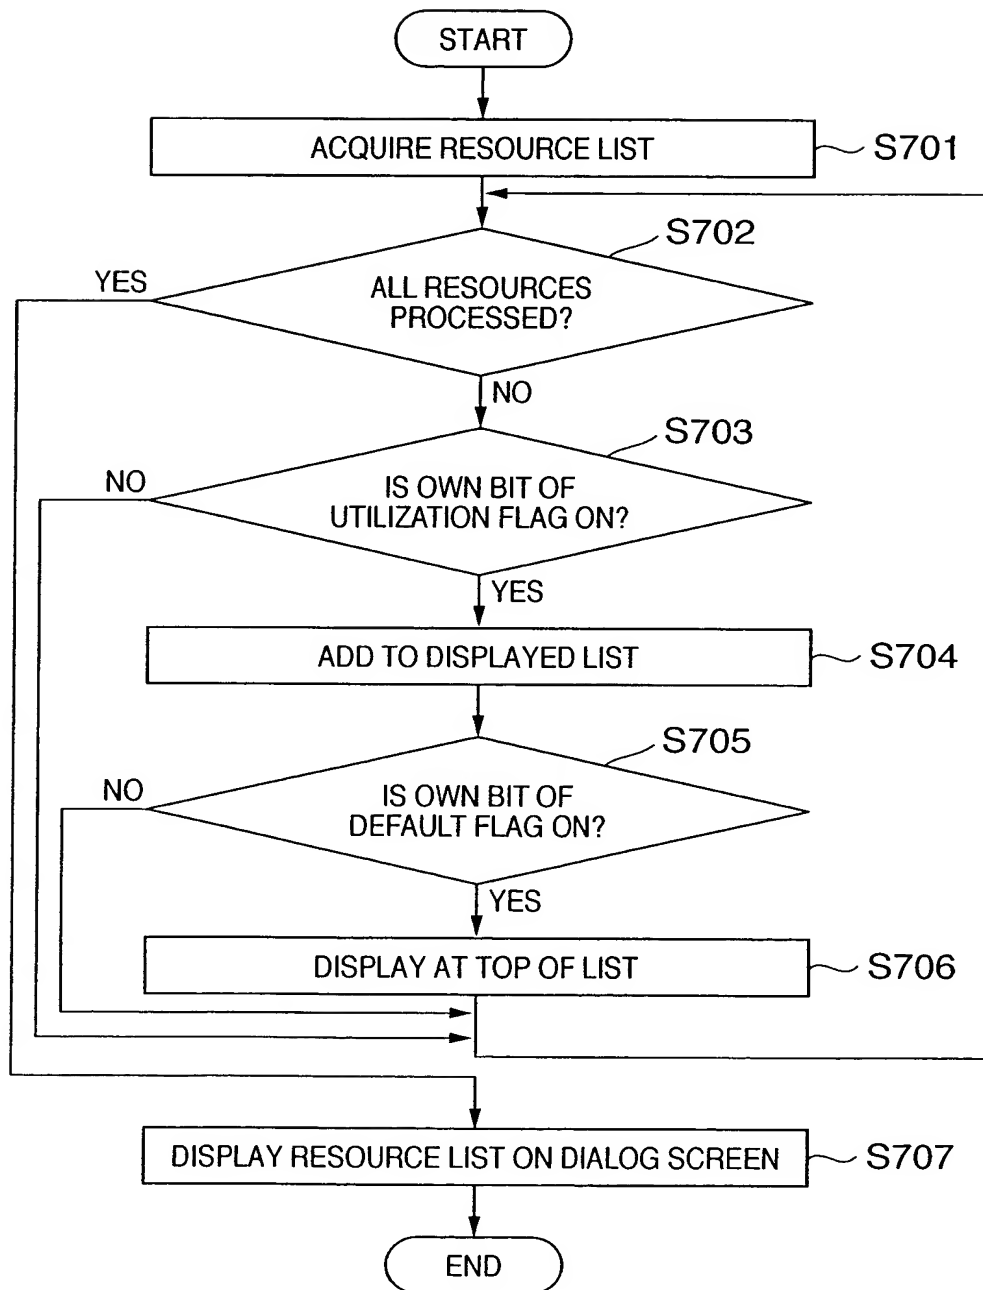 START
ACQUIRE RESOURCE LIST
S701
S702
YES
ALL RESOURCES
PROCESSED?
NO
S703
NO
IS OWN BIT OF
UTILIZATION FLAG ON?
YES
ADD TO DISPLAYED LIST
S704
S705
NO
IS OWN BIT OF
DEFAULT FLAG ON?
YES
DISPLAY AT TOP OF LIST
S706
DISPLAY RESOURCE LIST ON DIALOG SCREEN
S707
END